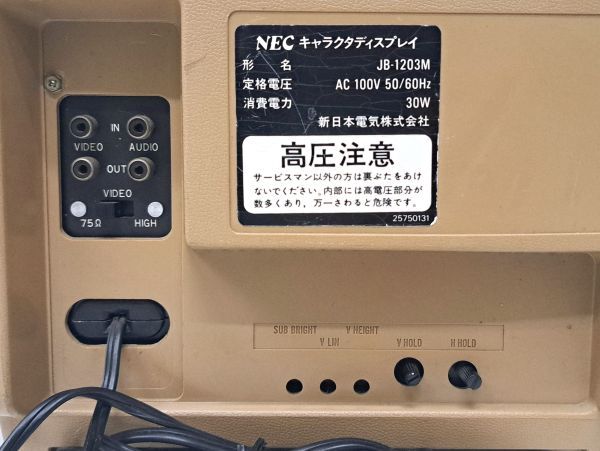 NEC キャラクタディスプレイ
形 名 JB-1203M
定格電圧 AC 100V 50/60Hz
消費電力 30W
新日本電気株式会社
高圧注意
サービスマン以外の方は裏ぶたをあけ
ないでください。内部には高電圧部分が
数多くあり，万一さわると危険です。
25750131
IN
VIDEO AUDIO
OUT
VIDEO
75Ω HIGH
SUB BRIGHT V HEIGHT
V LIN V HOLD H HOLD